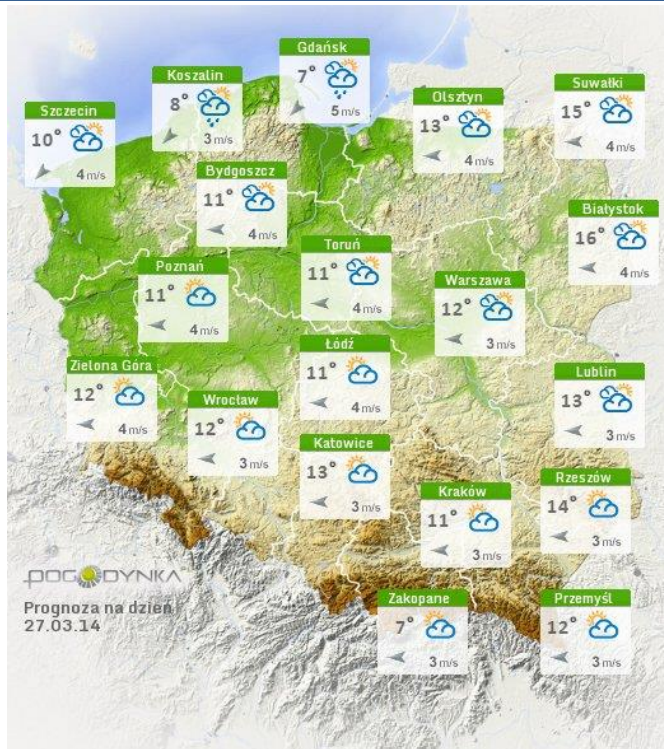 Gdańsk
7°
5 m/s
Koszalin
8°
3 m/s
Suwałki
15°
4 m/s
Olsztyn
13°
4 m/s
Szczecin
10°
4 m/s
Bydgoszcz
11°
4 m/s
Białystok
16°
4 m/s
Toruń
11°
4 m/s
Poznań
11°
4 m/s
Warszawa
12°
3 m/s
Łódź
11°
4 m/s
Zielona Góra
12°
4 m/s
Lublin
13°
3 m/s
Wrocław
12°
3 m/s
Katowice
13°
3 m/s
Rzeszów
14°
3 m/s
Kraków
11°
3 m/s
POGODYNKA
Prognoza na dzień
27.03.14
Zakopane
7°
3 m/s
Przemyśl
12°
3 m/s